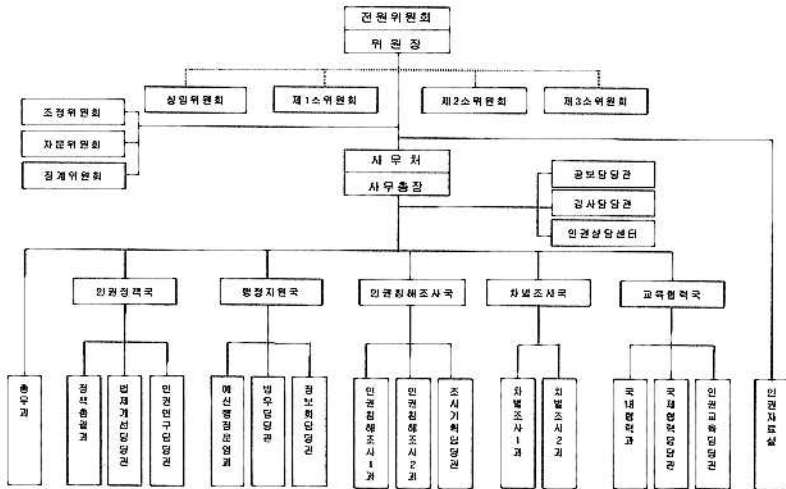 전원위원회
위원장
상임위원회
제1소위원회
제2소위원회
제3소위원회
조정위원회
자문위원회
징계위원회
사무처
사무총장
공보담당관
감사담당관
인권상담센터
인권정책국
행정지원국
인권침해조사국
차별조사국
교육협력국
총무과
정책총괄과
법제개선담당관
인권연구담당관
예산행정운영과
법무담당관
정보화담당관
인권침해조사1과
인권침해조사2과
조사기획담당관
차별조사1과
차별조사2과
국내협력과
국제협력담당관
인권교육담당관
인권자료실